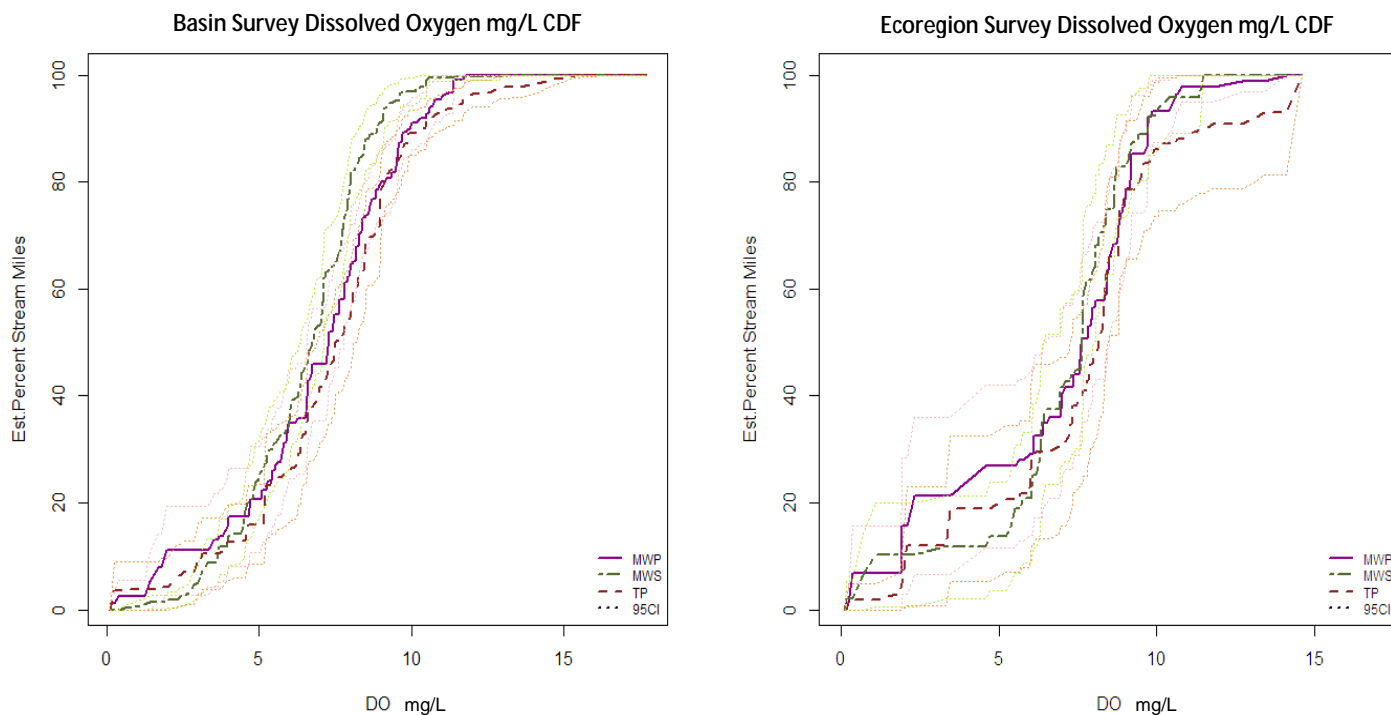 Basin Survey Dissolved Oxygen mg/L CDF
Est.Percent Stream Miles
100
80
60
40
20
0
MWP
MWS
TP
95CI
0 5 10 15
DO mg/L
Ecoregion Survey Dissolved Oxygen mg/L CDF
Est.Percent Stream Miles
100
80
60
40
20
0
MWP
MWS
TP
95CI
0 5 10 15
DO mg/L